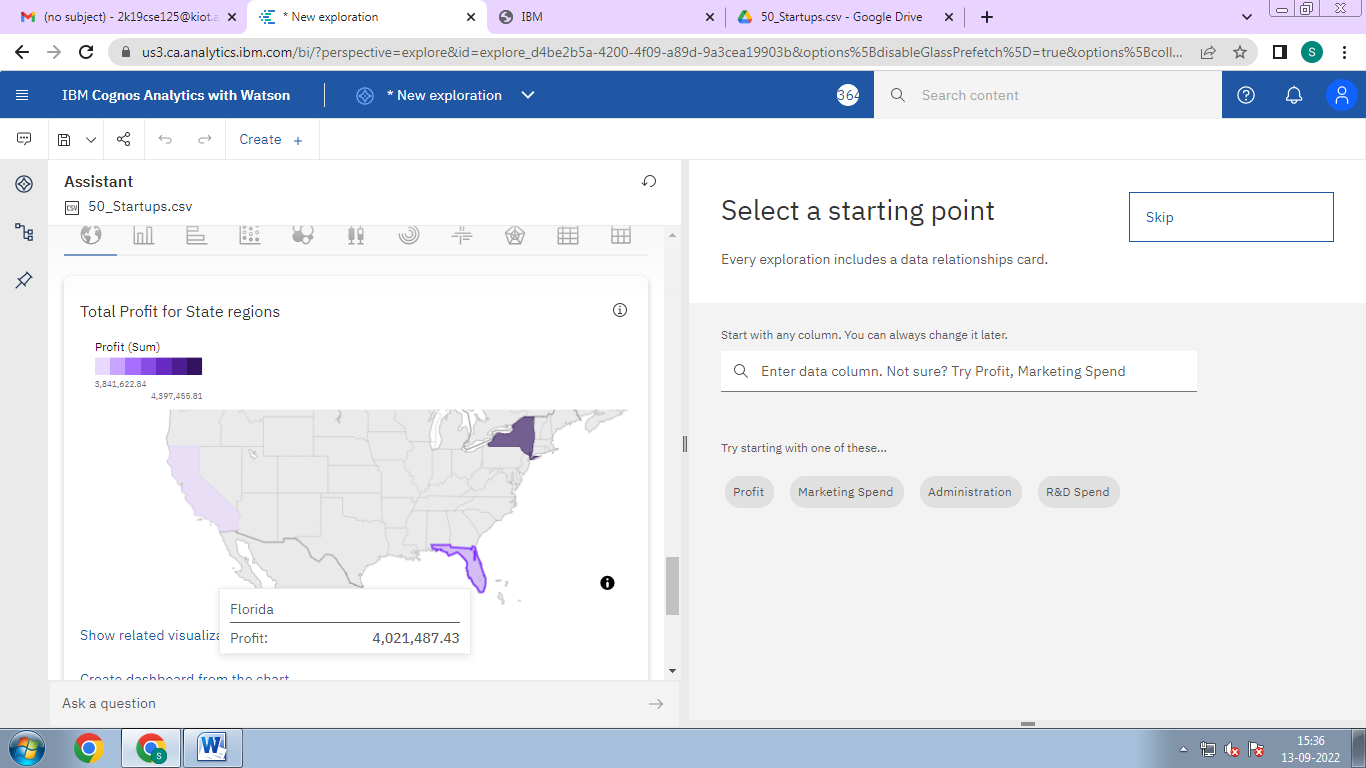 (no subject) - 2k19cse125@kiot.a
* New exploration
IBM
50_Startups.csv - Google Drive
us3.ca.analytics.ibm.com/bi/?perspective=explore&id=explore_d4be2b5a-4200-4f09-a89d-9a3cea19903b&options%5BdisableGlassPrefetch%5D=true&options%5Bcoll...
S
IBM Cognos Analytics with Watson
* New exploration
364
Search content
Create +
Assistant
CSV 50_Startups.csv
Total Profit for State regions
Profit (Sum)
3,841,622.84
4,397,455.81
Florida
Profit: 4,021,487.43
Show related visualiza
Create dashboard from the chart
Ask a question
Select a starting point
Skip
Every exploration includes a data relationships card.
Start with any column. You can always change it later.
Enter data column. Not sure? Try Profit, Marketing Spend
Try starting with one of these...
Profit
Marketing Spend
Administration
R&D Spend
15:36
13-09-2022